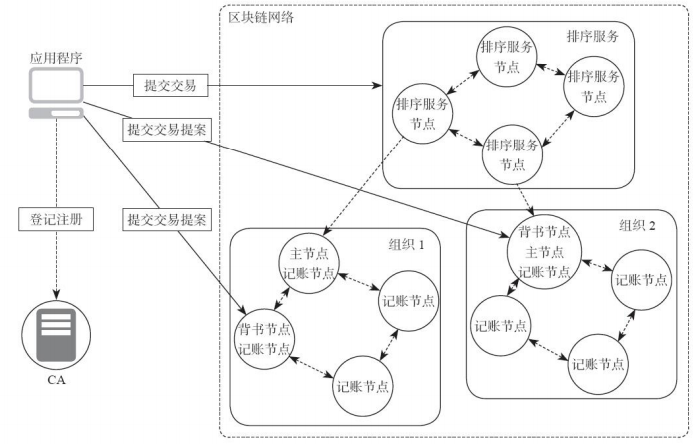 区块链网络
应用程序
排序服务
排序服务
节点
排序服务
节点
提交交易
排序服务
节点
提交交易提案
排序服务
节点
登记注册
提交交易提案
组织 1
组织 2
主节点
记账节点
背书节点
主节点
记账节点
记账节点
记账节点
背书节点
记账节点
记账节点
记账节点
记账节点
CA